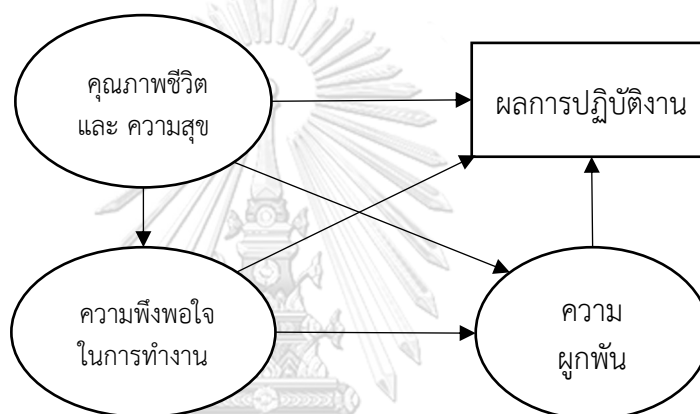 คุณภาพชีวิต
และ ความสุข
ผลการปฏิบัติงาน
ความพึงพอใจ
ในการทำงาน
ความ
ผูกพัน